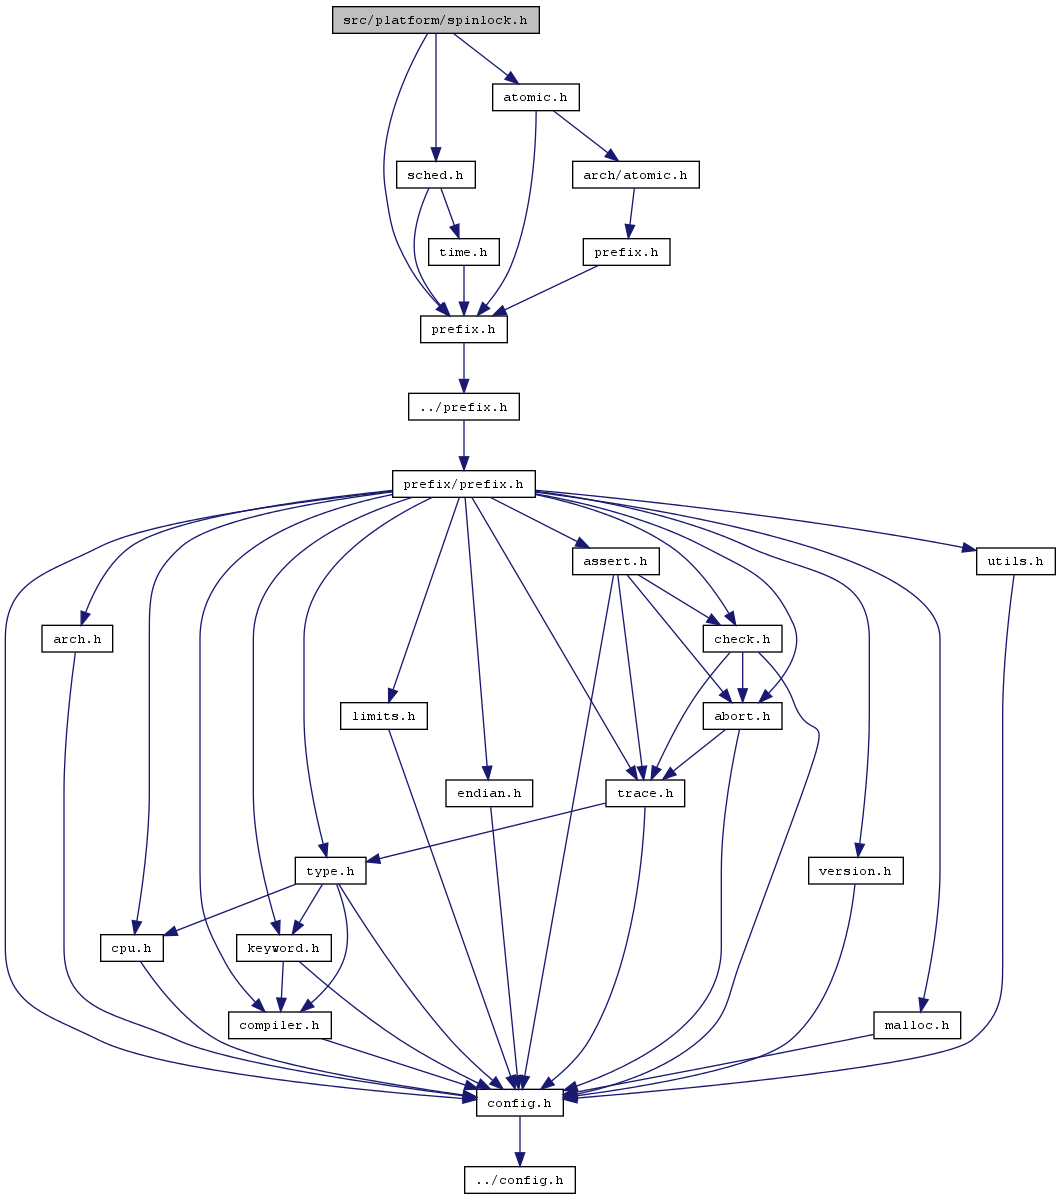 src/platform/spinlock.h
atomic.h
sched.h
arch/atomic.h
time.h
prefix.h
prefix.h
../prefix.h
prefix/prefix.h
assert.h
utils.h
arch.h
check.h
limits.h
abort.h
endian.h
trace.h
type.h
version.h
cpu.h
keyword.h
compiler.h
malloc.h
config.h
../config.h